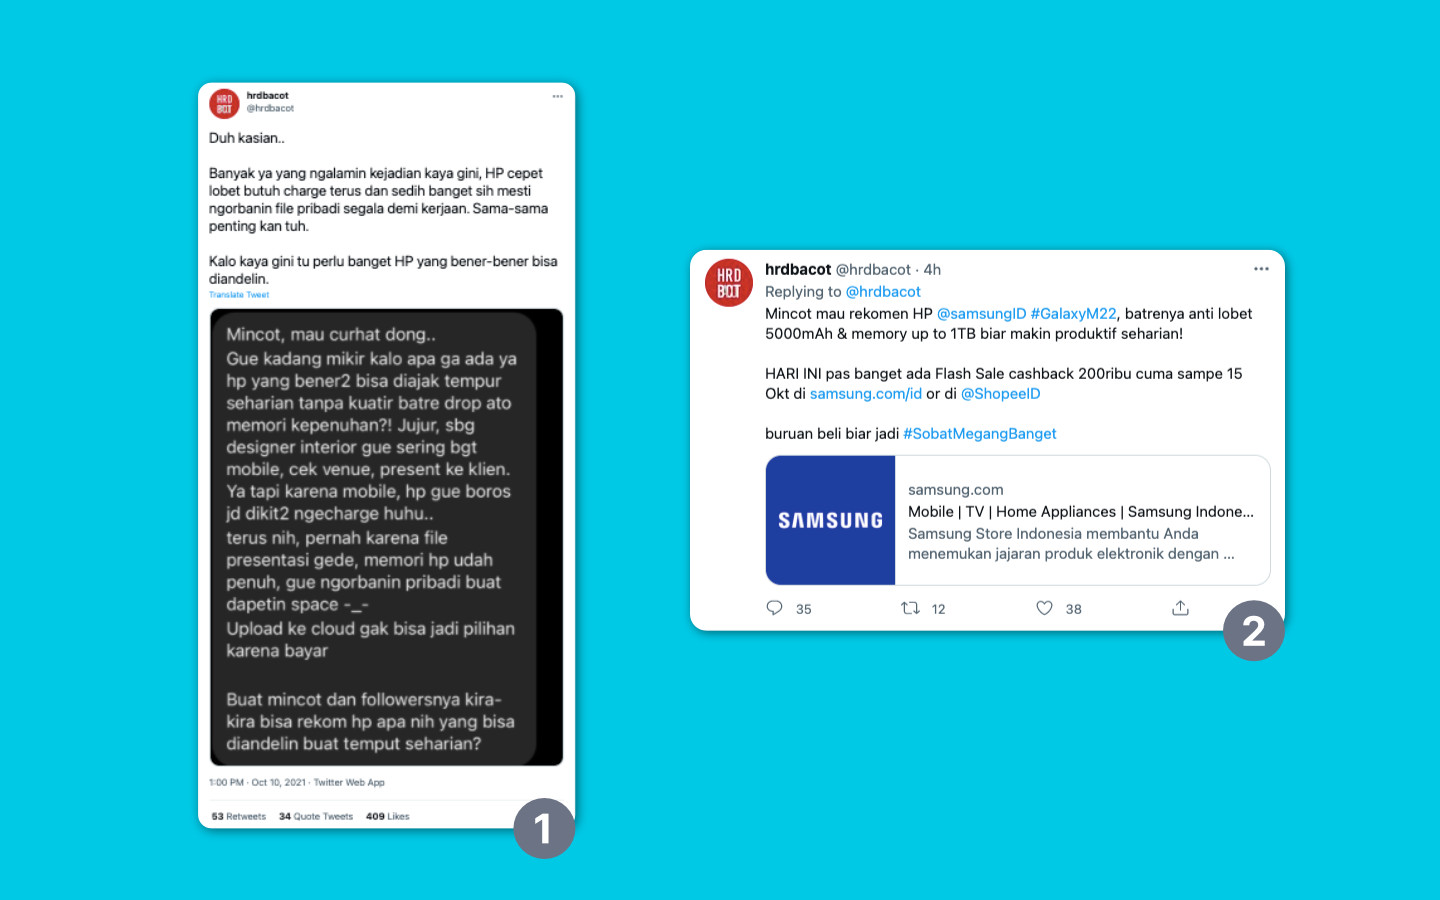 HRD
BOT
hrdbacot
@hrdbacot
Duh kasian..
Banyak ya yang ngalamin kejadian kaya gini, HP cepet
lobet butuh charge terus dan sedih banget sih mesti
ngorbanin file pribadi segala demi kerjaan. Sama-sama
penting kan tuh.
Kalo kaya gini tu perlu banget HP yang bener-bener bisa
diandelin.
Translate Tweet
Mincot, mau curhat dong..
Gue kadang mikir kalo apa ga ada ya
hp yang bener2 bisa diajak tempur
seharian tanpa kuatir batre drop ato
memori kepenuhan?! Jujur, sbg
designer interior gue sering bgt
mobile, cek venue, present ke klien.
Ya tapi karena mobile, hp gue boros
jd dikit2 ngecharge huhu..
terus nih, pernah karena file
presentasi gede, memori hp udah
penuh, gue ngorbanin pribadi buat
dapetin space -_-
Upload ke cloud gak bisa jadi pilihan
karena bayar
Buat mincot dan followersnya kira-
kira bisa rekom hp apa nih yang bisa
diandelin buat temput seharian?
1:00 PM · Oct 10, 2021 · Twitter Web App
53 Retweets 34 Quote Tweets 409 Likes
1
HRD
BOT
hrdbacot @hrdbacot · 4h
Replying to @hrdbacot
Mincot mau rekomen HP @samsungID #GalaxyM22, batrenya anti lobet
5000mAh & memory up to 1TB biar makin produktif seharian!
HARI INI pas banget ada Flash Sale cashback 200ribu cuma sampe 15
Okt di samsung.com/id or di @ShopeeID
buruan beli biar jadi #SobatMegangBanget
SAMSUNG
samsung.com
Mobile | TV | Home Appliances | Samsung Indone...
Samsung Store Indonesia membantu Anda
menemukan jajaran produk elektronik dengan ...
35 12 38
2